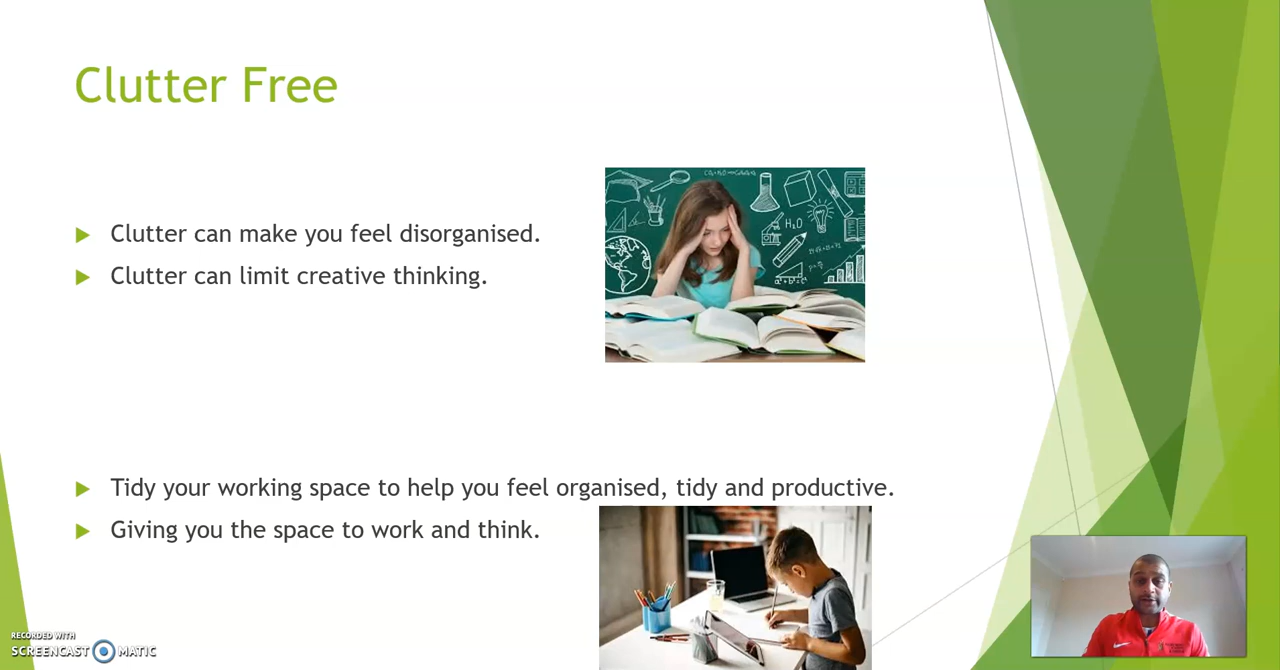 Clutter Free
Clutter can make you feel disorganised.
Clutter can limit creative thinking.
H₂O
Tidy your working space to help you feel organised, tidy and productive.
Giving you the space to work and think.
RECORDED WITH
SCREENCAST MATIC